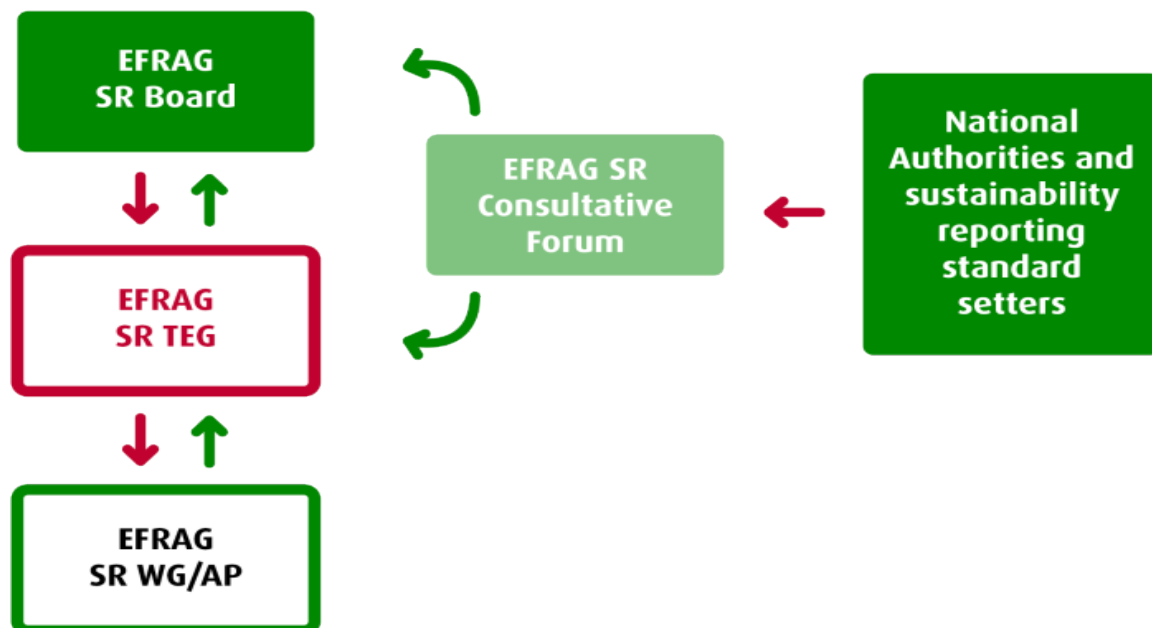 EFRAG
SR Board
EFRAG SR
Consultative
Forum
National
Authorities and
sustainability
reporting
standard
setters
EFRAG
SR TEG
EFRAG
SR WG/AP